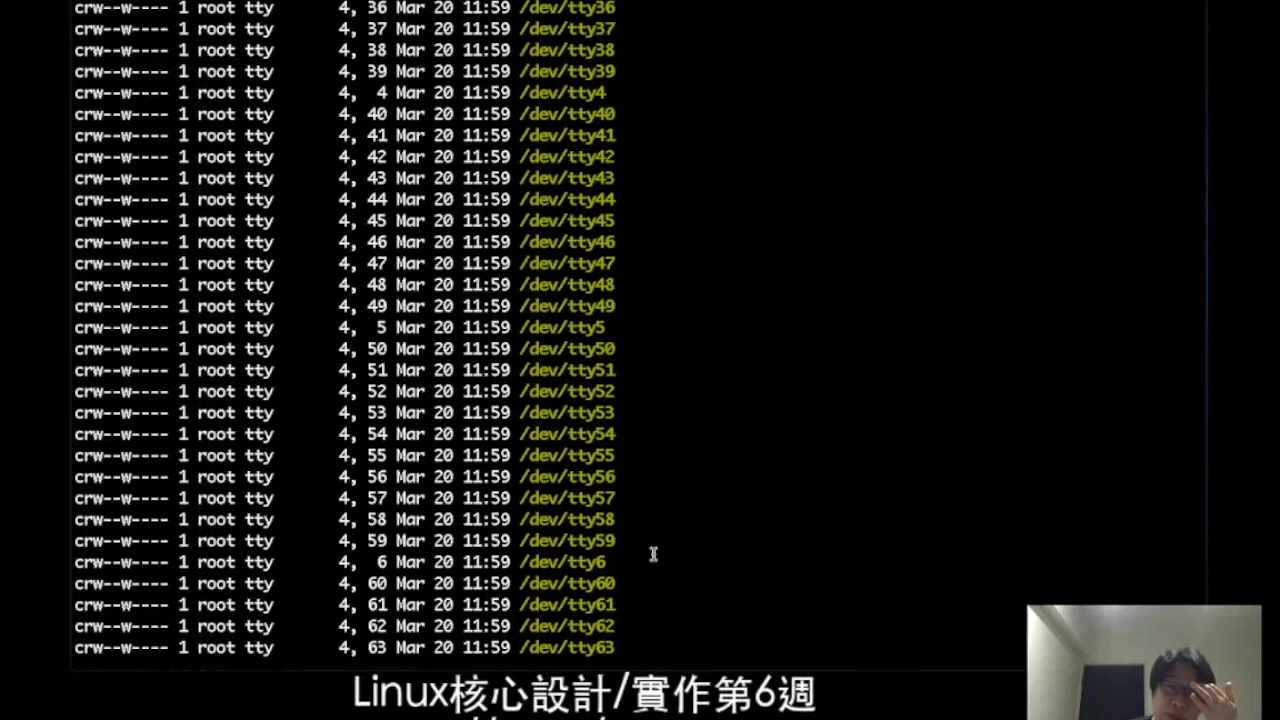 crw--w---- 1 root tty 4, 36 Mar 20 11:59 /dev/tty36
crw--w---- 1 root tty 4, 37 Mar 20 11:59 /dev/tty37
crw--w---- 1 root tty 4, 38 Mar 20 11:59 /dev/tty38
crw--w---- 1 root tty 4, 39 Mar 20 11:59 /dev/tty39
crw--w---- 1 root tty 4, 4 Mar 20 11:59 /dev/tty4
crw--w---- 1 root tty 4, 40 Mar 20 11:59 /dev/tty40
crw--w---- 1 root tty 4, 41 Mar 20 11:59 /dev/tty41
crw--w---- 1 root tty 4, 42 Mar 20 11:59 /dev/tty42
crw--w---- 1 root tty 4, 43 Mar 20 11:59 /dev/tty43
crw--w---- 1 root tty 4, 44 Mar 20 11:59 /dev/tty44
crw--w---- 1 root tty 4, 45 Mar 20 11:59 /dev/tty45
crw--w---- 1 root tty 4, 46 Mar 20 11:59 /dev/tty46
crw--w---- 1 root tty 4, 47 Mar 20 11:59 /dev/tty47
crw--w---- 1 root tty 4, 48 Mar 20 11:59 /dev/tty48
crw--w---- 1 root tty 4, 49 Mar 20 11:59 /dev/tty49
crw--w---- 1 root tty 4, 5 Mar 20 11:59 /dev/tty5
crw--w---- 1 root tty 4, 50 Mar 20 11:59 /dev/tty50
crw--w---- 1 root tty 4, 51 Mar 20 11:59 /dev/tty51
crw--w---- 1 root tty 4, 52 Mar 20 11:59 /dev/tty52
crw--w---- 1 root tty 4, 53 Mar 20 11:59 /dev/tty53
crw--w---- 1 root tty 4, 54 Mar 20 11:59 /dev/tty54
crw--w---- 1 root tty 4, 55 Mar 20 11:59 /dev/tty55
crw--w---- 1 root tty 4, 56 Mar 20 11:59 /dev/tty56
crw--w---- 1 root tty 4, 57 Mar 20 11:59 /dev/tty57
crw--w---- 1 root tty 4, 58 Mar 20 11:59 /dev/tty58
crw--w---- 1 root tty 4, 59 Mar 20 11:59 /dev/tty59
crw--w---- 1 root tty 4, 6 Mar 20 11:59 /dev/tty6
crw--w---- 1 root tty 4, 60 Mar 20 11:59 /dev/tty60
crw--w---- 1 root tty 4, 61 Mar 20 11:59 /dev/tty61
crw--w---- 1 root tty 4, 62 Mar 20 11:59 /dev/tty62
crw--w---- 1 root tty 4, 63 Mar 20 11:59 /dev/tty63
Linux核心設計/實作第6週